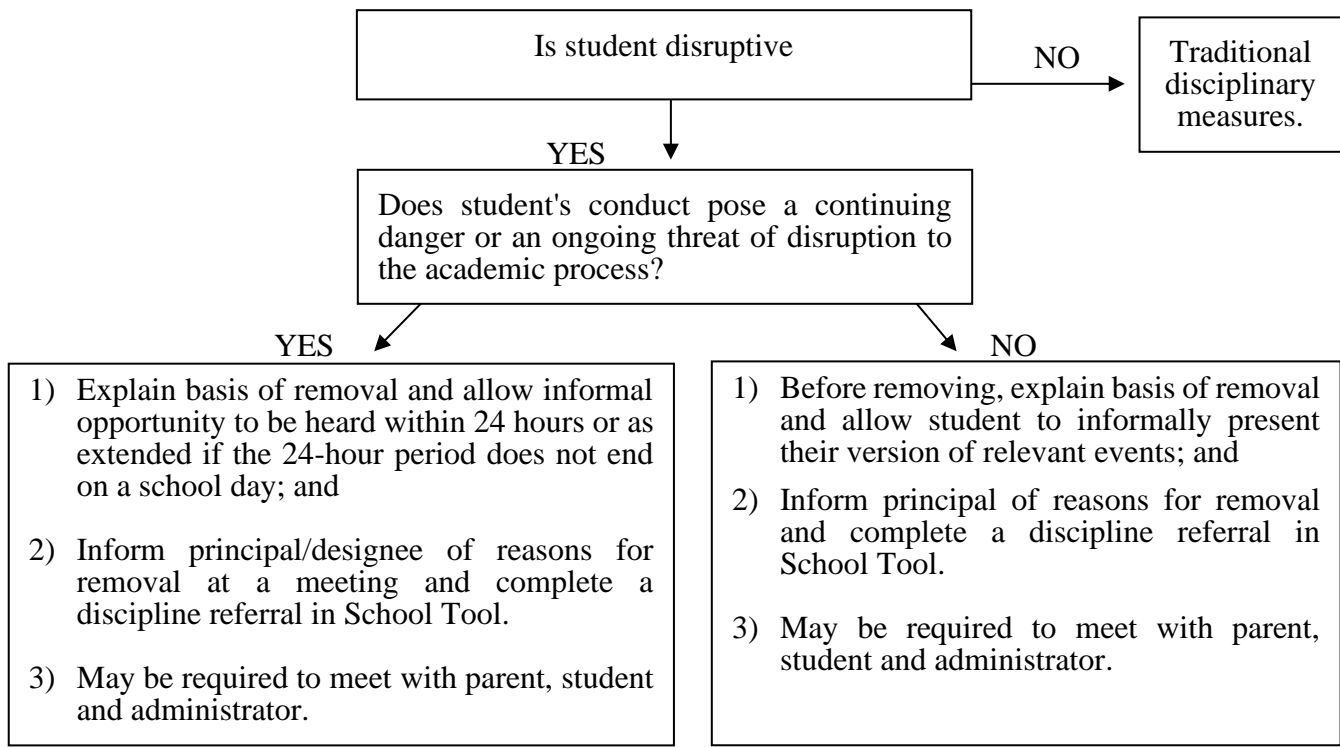 Is student disruptive
NO
Traditional
disciplinary
measures.
YES
Does student's conduct pose a continuing
danger or an ongoing threat of disruption to
the academic process?
YES
1) Explain basis of removal and allow informal
opportunity to be heard within 24 hours or as
extended if the 24-hour period does not end
on a school day; and
2) Inform principal/designee of reasons for
removal at a meeting and complete a
discipline referral in School Tool.
3) May be required to meet with parent, student
and administrator.
NO
1) Before removing, explain basis of removal
and allow student to informally present
their version of relevant events; and
2) Inform principal of reasons for removal
and complete a discipline referral in
School Tool.
3) May be required to meet with parent,
student and administrator.